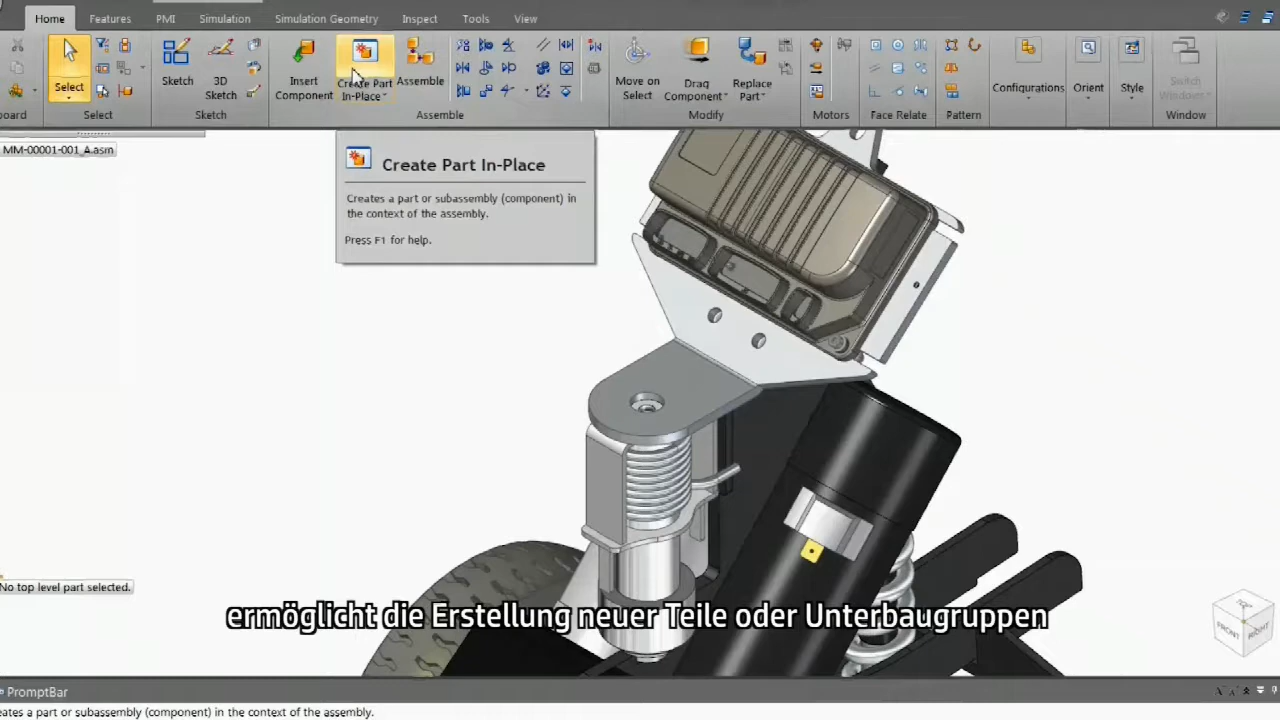 Home Features PMI Simulation Simulation Geometry Inspect Tools View
Select
Sketch
3D
Sketch
Insert
Component
Create Part
In-Place
Assemble
Move on
Select
Drag
Component
Replace
Part
Configurations
Orient
Style
Switch
Windows
board Select Sketch Assemble Modify Motors Face Relate Pattern Window
MM-00001-001_A.asm
Create Part In-Place
Creates a part or subassembly (component) in
the context of the assembly.
Press F1 for help.
No top level part selected.
ermöglicht die Erstellung neuer Teile oder Unterbaugruppen
FRONT RIGHT
PromptBar
eates a part or subassembly (component) in the context of the assembly.